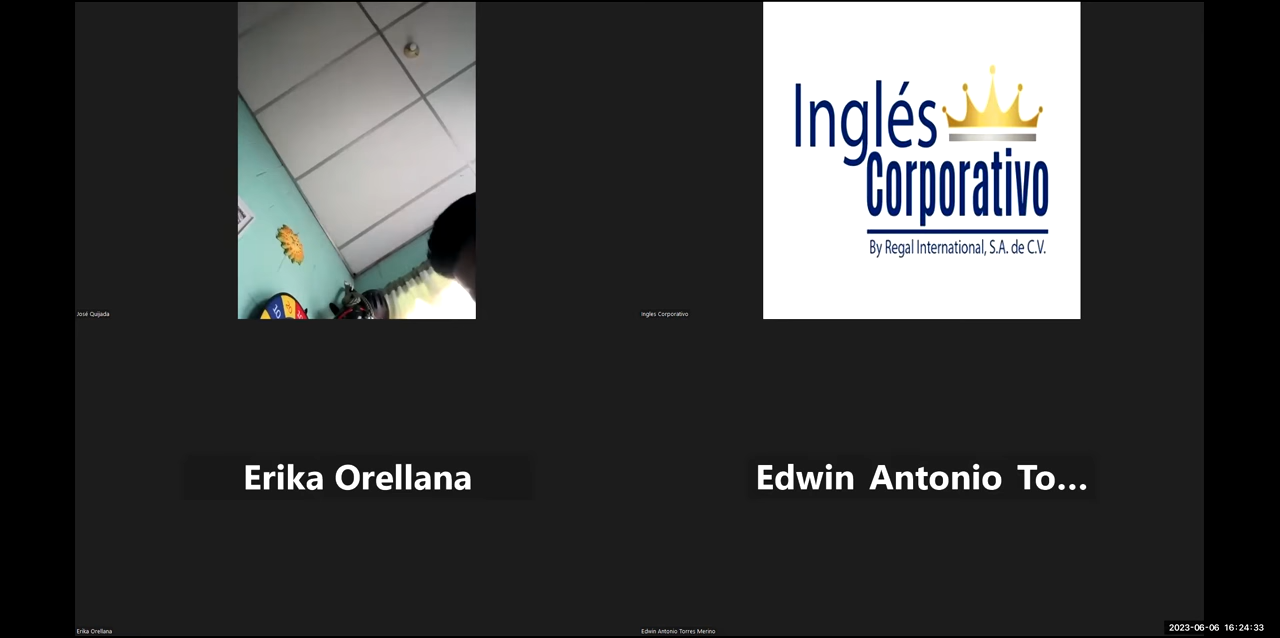 Inglés
Corporativo
By Regal International, S.A. de C.V.
10
José Quijada
Ingles Corporativo
Erika Orellana
Edwin Antonio To...
Erika Orellana
Edwin Antonio Torres Merino
2023-06-06 16:24:33